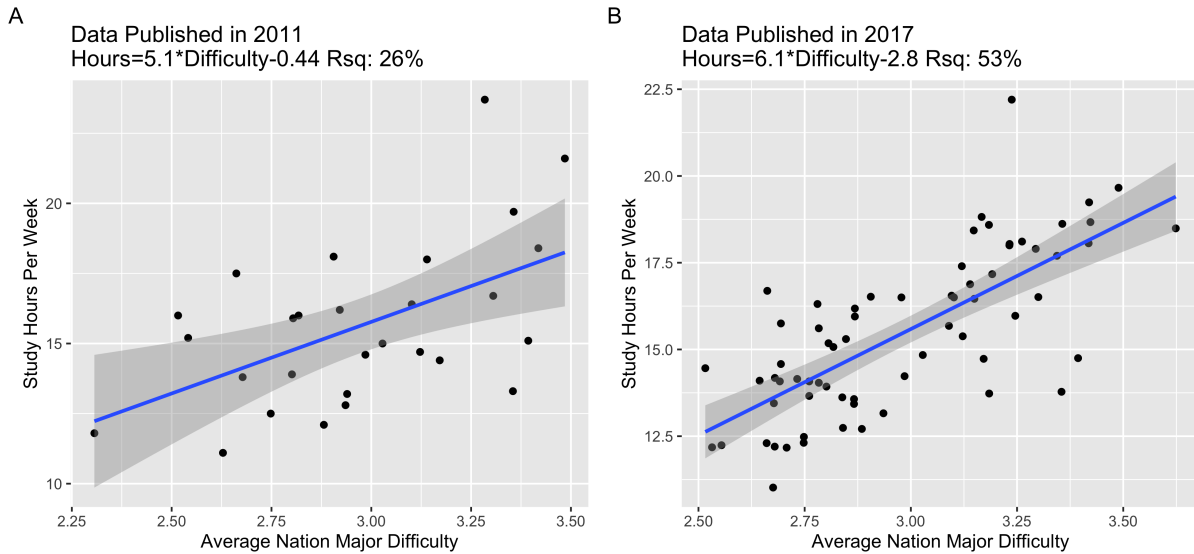 A
Data Published in 2011
Hours=5.1*Difficulty-0.44 Rsq: 26%
Study Hours Per Week
20
15
10
2.25 2.50 2.75 3.00 3.25 3.50
Average Nation Major Difficulty
B
Data Published in 2017
Hours=6.1*Difficulty-2.8 Rsq: 53%
Study Hours Per Week
22.5
20.0
17.5
15.0
12.5
2.50 2.75 3.00 3.25 3.50
Average Nation Major Difficulty